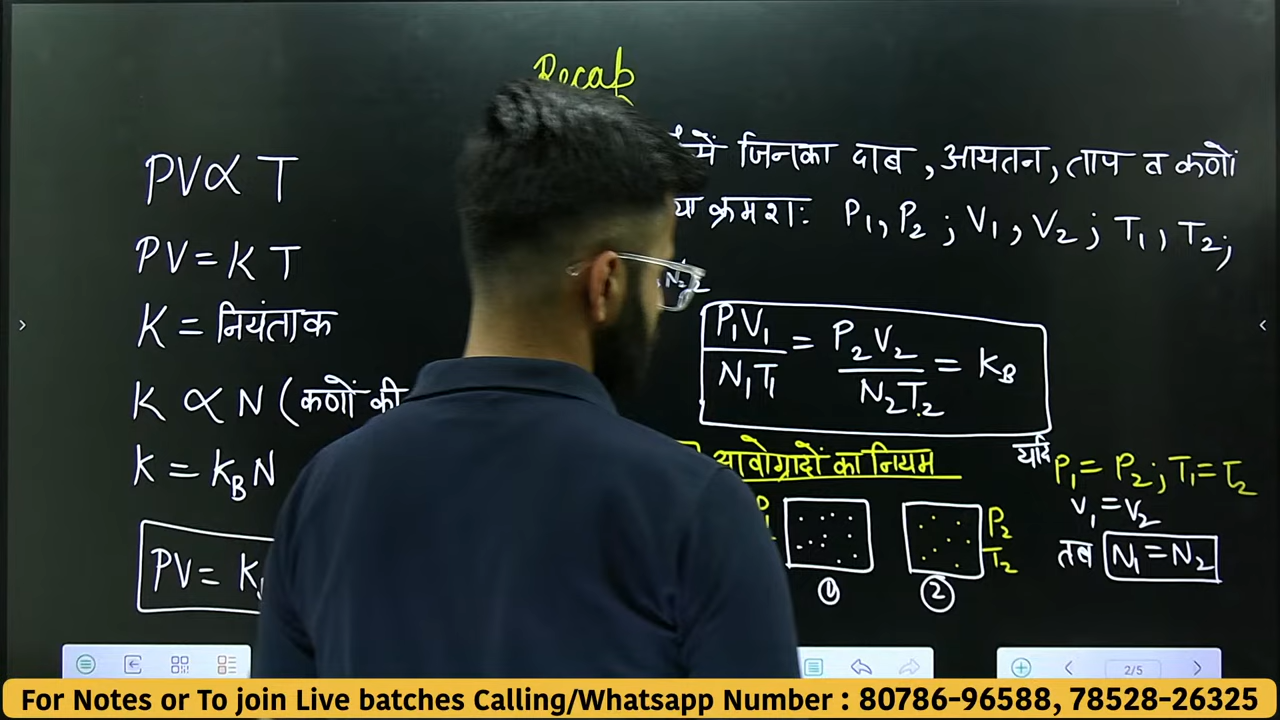 Recap
PV∝ T
PV = K T
K = नियंताक
K ∝ N (कणों की
K = K_B N
PV = K
में जिनका दाब , आयतन, ताप व कणों
क्रमशः P₁, P₂ ; V₁, V₂ ; T₁, T₂;
P₁V₁/N₁T₁ = P₂V₂/N₂T₂ = K_B
आवोग्रादों का नियम
यदि P₁ = P₂ ; T₁ = T₂
V₁ = V₂
तब N₁ = N₂
P₂
T₂
① ②
2/5
For Notes or To join Live batches Calling/Whatsapp Number : 80786-96588, 78528-26325